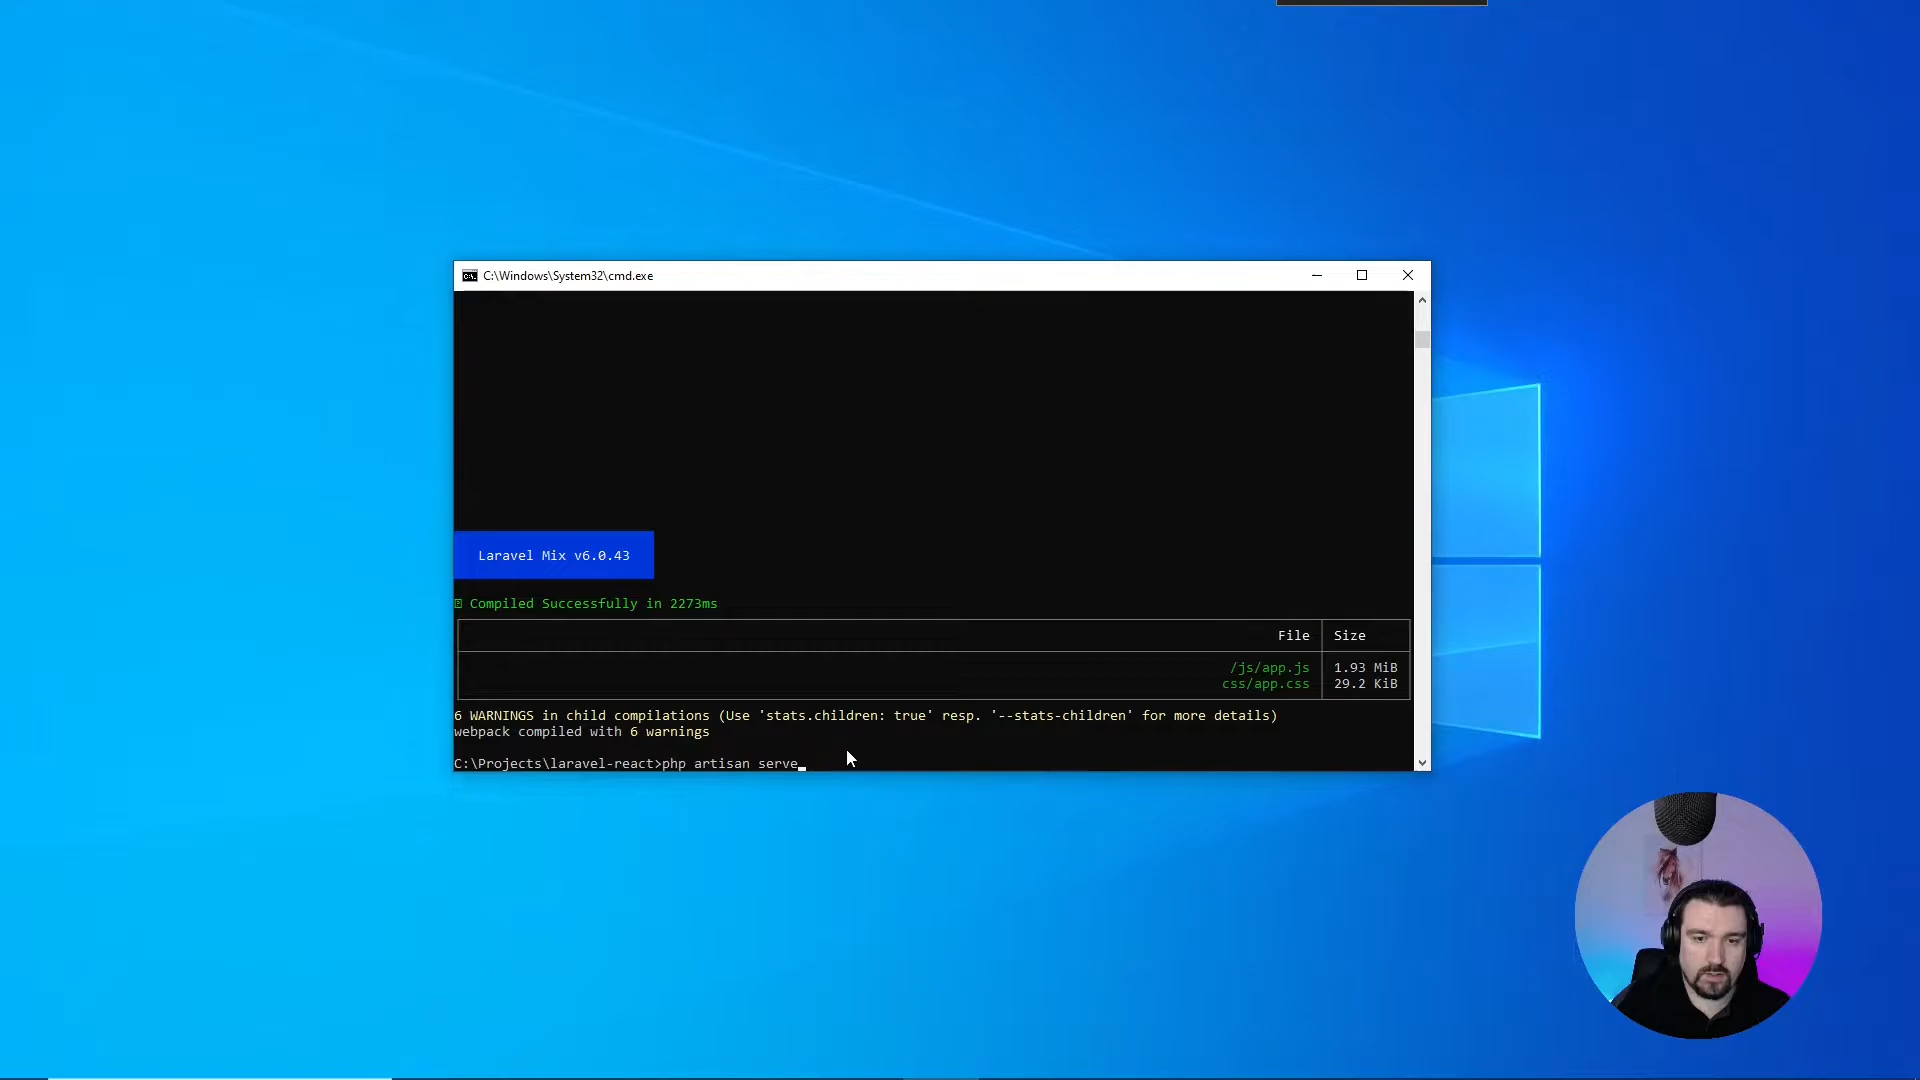 C:\Windows\System32\cmd.exe
Laravel Mix v6.0.43
Compiled Successfully in 2273ms
File Size
/js/app.js 1.93 MiB
css/app.css 29.2 KiB
6 WARNINGS in child compilations (Use 'stats.children: true' resp. '--stats-children' for more details)
webpack compiled with 6 warnings
C:\Projects\laravel-react>php artisan serve